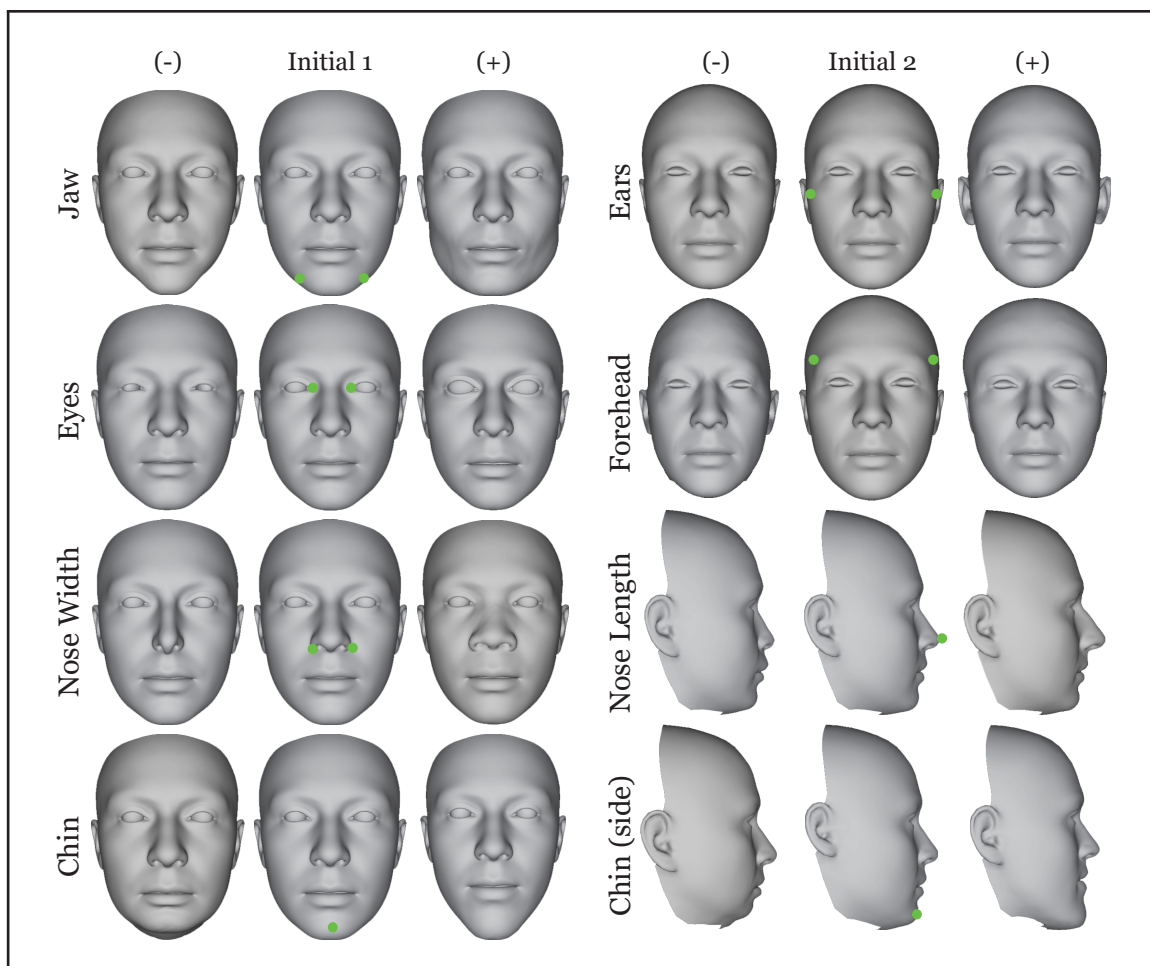 (-) Initial 1 (+)
Jaw
Eyes
Nose Width
Chin
(-) Initial 2 (+)
Ears
Forehead
Nose Length
Chin (side)